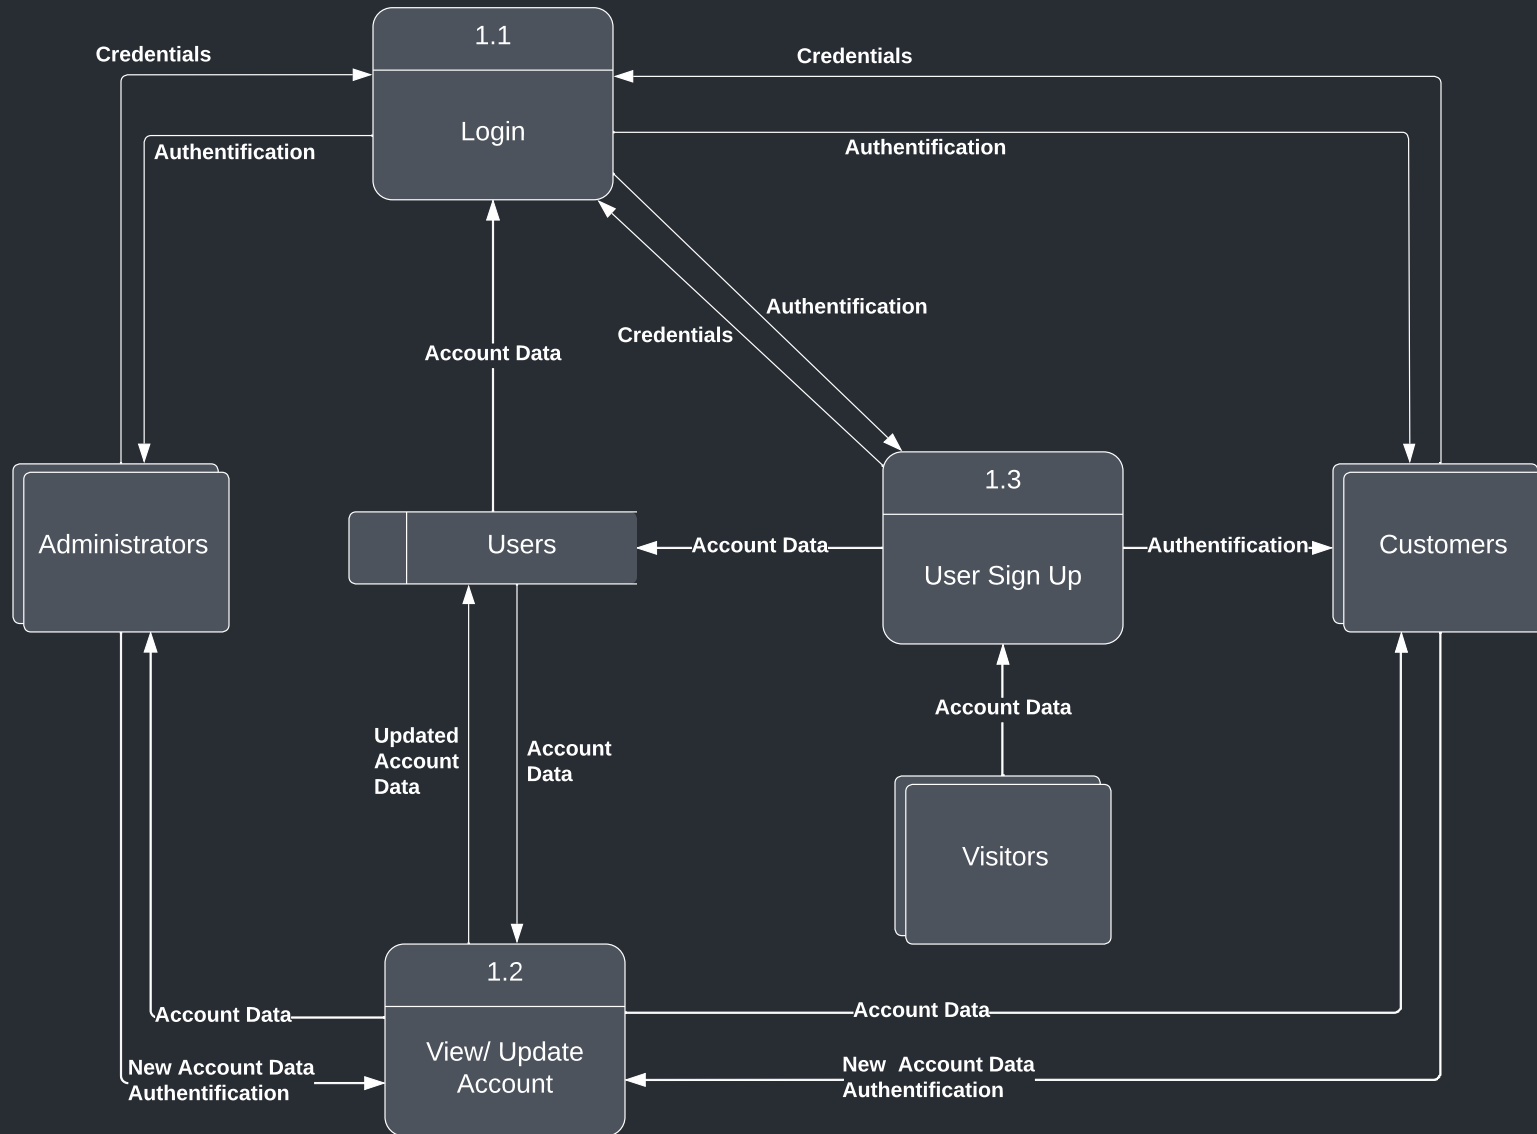 1.1
Login
Credentials
Credentials
Authentification
Authentification
Authentification
Credentials
Account Data
1.3
User Sign Up
Administrators
Users
Account Data
Authentification
Customers
Account Data
Updated
Account
Data
Account
Data
Visitors
1.2
View/ Update
Account
Account Data
Account Data
New Account Data
Authentification
New  Account Data
Authentification